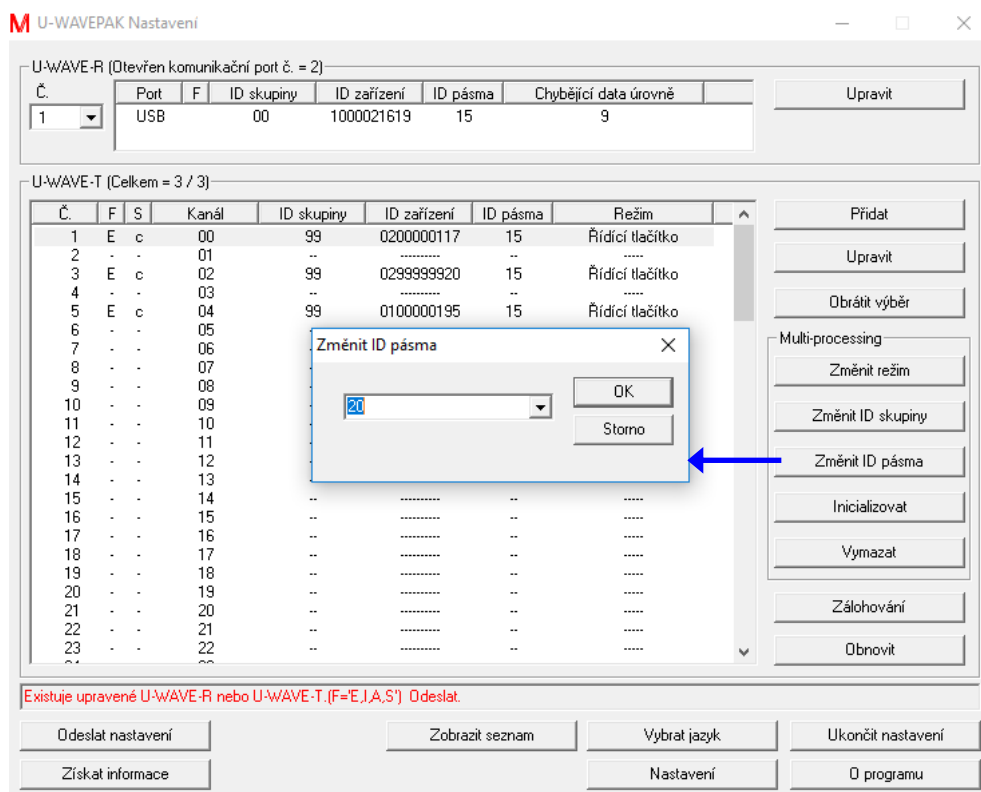 M U-WAVEPAK Nastavení
U-WAVE-R (Otevřen komunikační port č. = 2)
Č. Port F ID skupiny ID zařízení ID pásma Chybějící data úrovně Upravit
1 USB 00 1000021619 15 9
U-WAVE-T (Celkem = 3 / 3)
Č. F S Kanál ID skupiny ID zařízení ID pásma Režim Přidat
1 E c 00 99 0200000117 15 Řídící tlačítko
2 - - 01 -- ---------- -- ----- Upravit
3 E c 02 99 0299999920 15 Řídící tlačítko
4 - - 03 -- ---------- -- ----- Obrátit výběr
5 E c 04 99 0100000195 15 Řídící tlačítko
6 - - 05
Změnit ID pásma
Multi-processing
7 - - 06
8 - - 07 Změnit režim
9 - - 08 OK
10 - - 09 20
11 - - 10 Storno Změnit ID skupiny
12 - - 11
13 - - 12 Změnit ID pásma
14 - - 13
15 - - 14 -- ---------- -- ----- Inicializovat
16 - - 15 -- ---------- -- -----
17 - - 16 -- ---------- -- -----
18 - - 17 -- ---------- -- ----- Vymazat
19 - - 18 -- ---------- -- -----
20 - - 19 -- ---------- -- -----
21 - - 20 -- ---------- -- ----- Zálohování
22 - - 21 -- ---------- -- -----
23 - - 22 -- ---------- -- ----- Obnovit
Existuje upravené U-WAVE-R nebo U-WAVE-T.(F='E,I,A,S') Odeslat.
Odeslat nastavení Zobrazit seznam Vybrat jazyk Ukončit nastavení
Získat informace Nastavení O programu